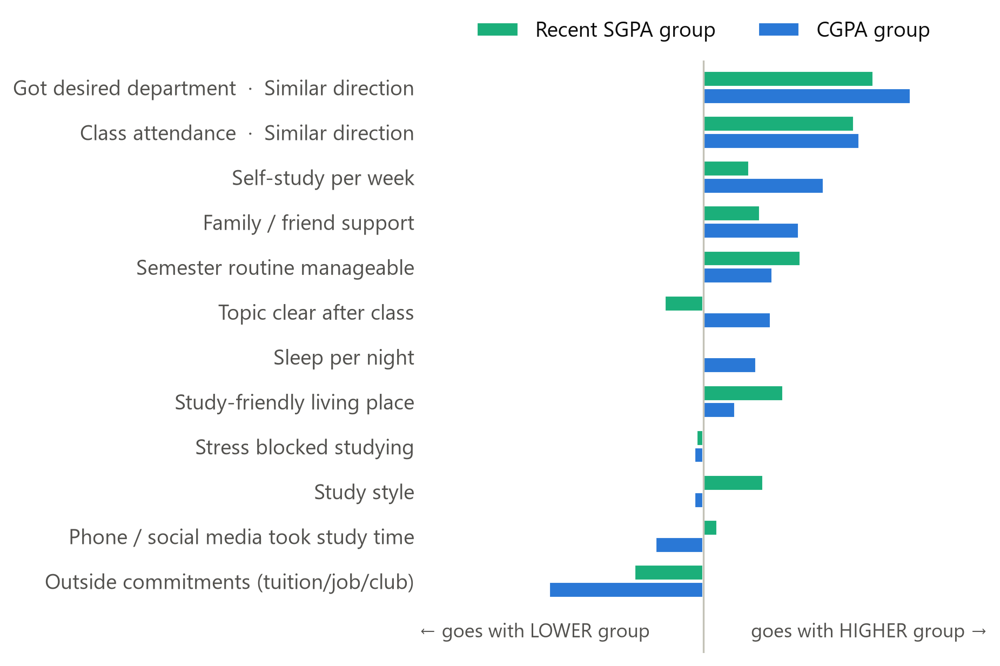 Recent SGPA group
CGPA group
Got desired department · Similar direction
Class attendance · Similar direction
Self-study per week
Family / friend support
Semester routine manageable
Topic clear after class
Sleep per night
Study-friendly living place
Stress blocked studying
Study style
Phone / social media took study time
Outside commitments (tuition/job/club)
← goes with LOWER group
goes with HIGHER group →